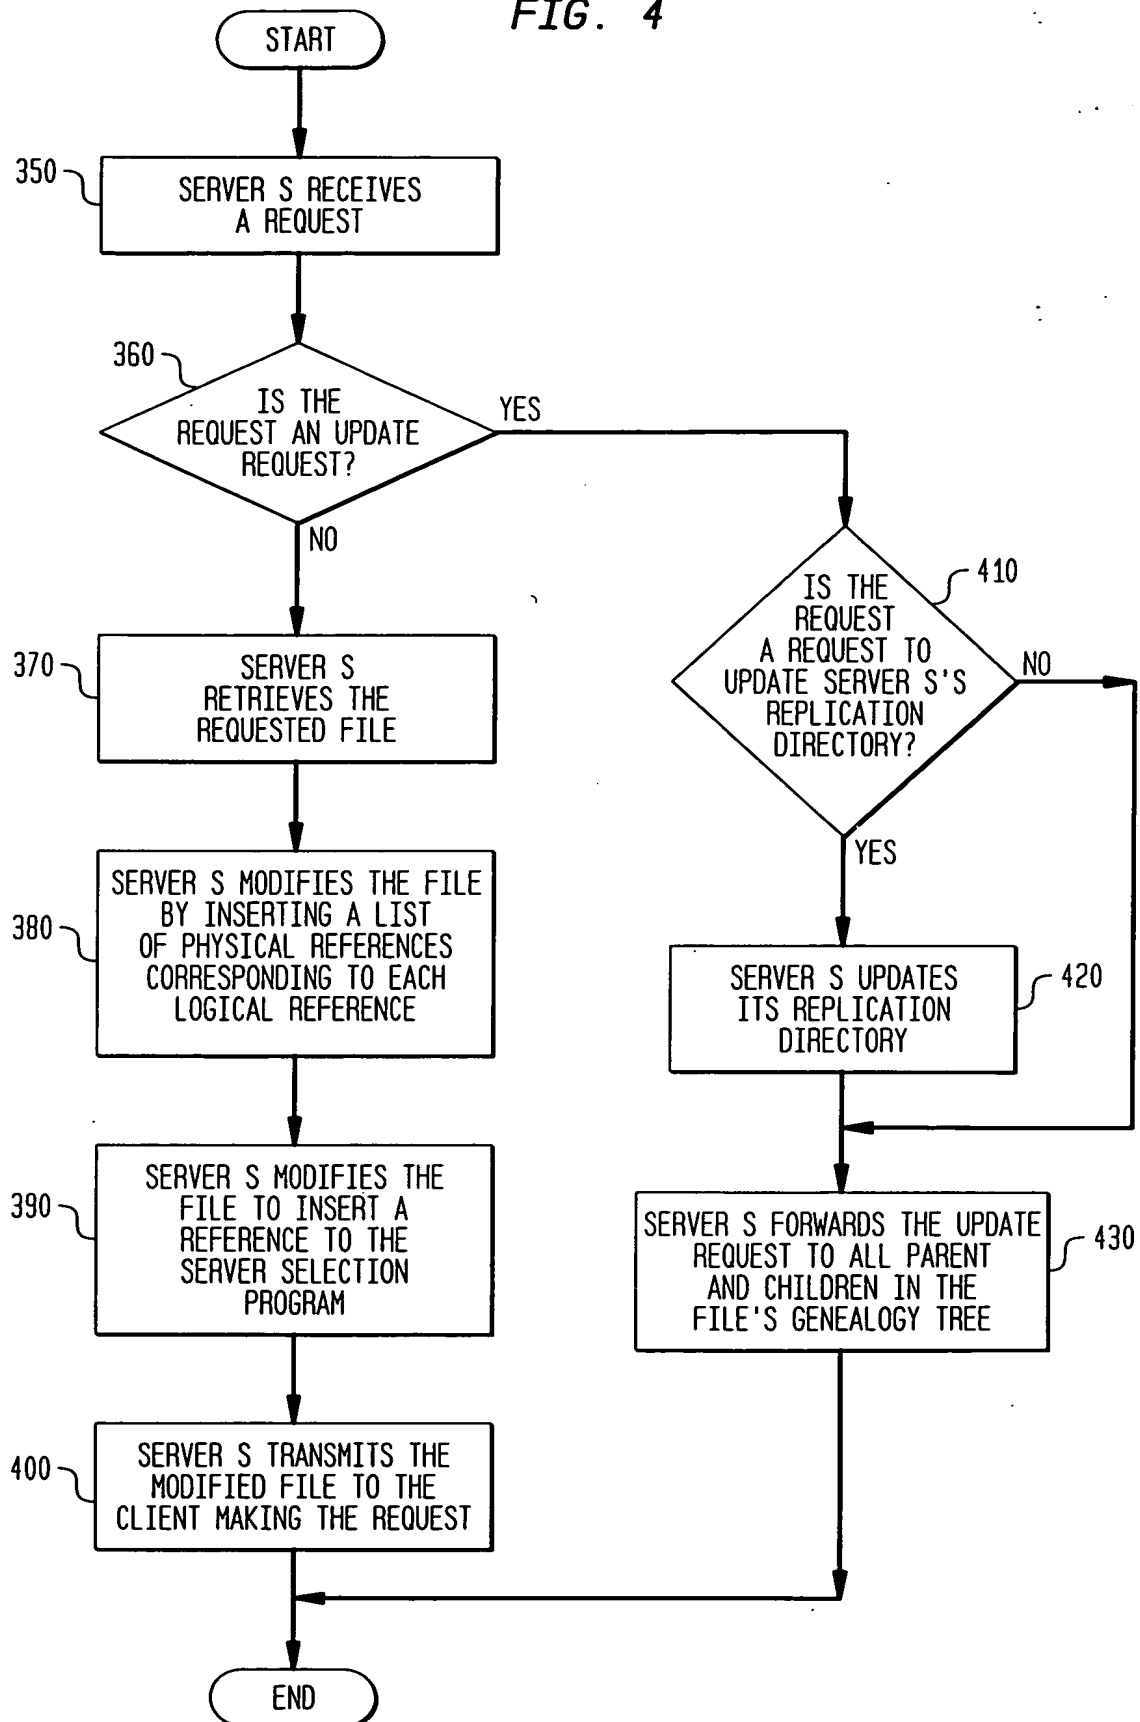 FIG. 4
START
350
SERVER S RECEIVES
A REQUEST
360
IS THE
REQUEST AN UPDATE
REQUEST?
YES
NO
410
IS THE
REQUEST
A REQUEST TO
UPDATE SERVER S'S
REPLICATION
DIRECTORY?
NO
YES
370
SERVER S
RETRIEVES THE
REQUESTED FILE
380
SERVER S MODIFIES THE FILE
BY INSERTING A LIST
OF PHYSICAL REFERENCES
CORRESPONDING TO EACH
LOGICAL REFERENCE
420
SERVER S UPDATES
ITS REPLICATION
DIRECTORY
390
SERVER S MODIFIES THE
FILE TO INSERT A
REFERENCE TO THE
SERVER SELECTION
PROGRAM
430
SERVER S FORWARDS THE UPDATE
REQUEST TO ALL PARENT
AND CHILDREN IN THE
FILE'S GENEALOGY TREE
400
SERVER S TRANSMITS THE
MODIFIED FILE TO THE
CLIENT MAKING THE REQUEST
END